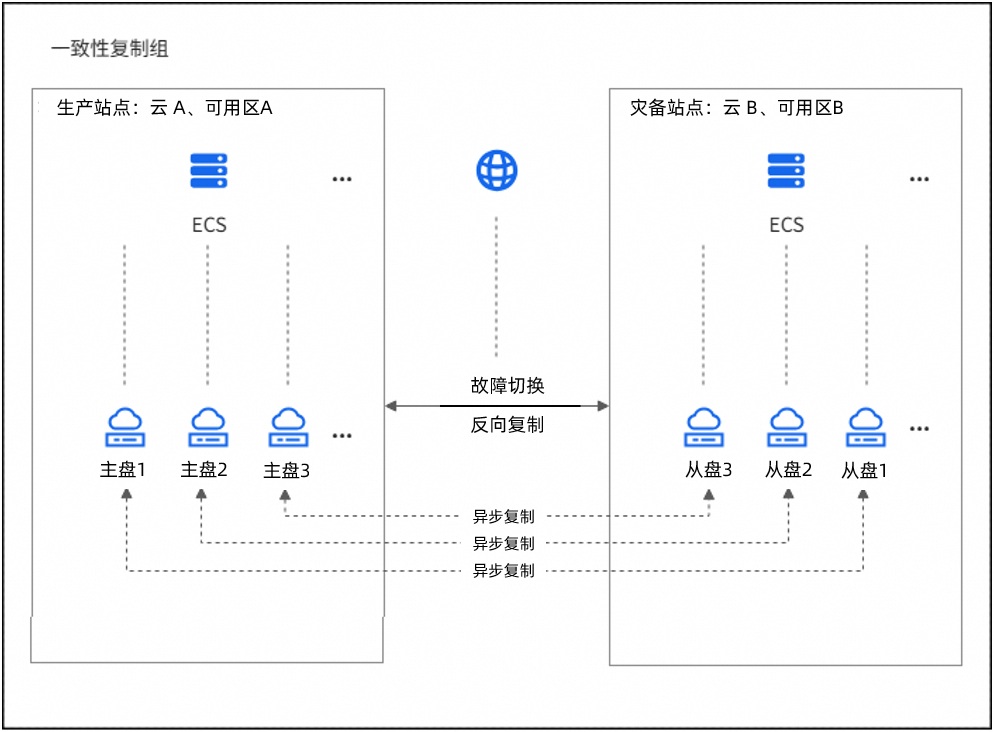 一致性复制组
生产站点：云 A、可用区A
灾备站点：云 B、可用区B
...
...
ECS
ECS
故障切换
反向复制
...
...
主盘1
主盘2
主盘3
从盘3
从盘2
从盘1
异步复制
异步复制
异步复制